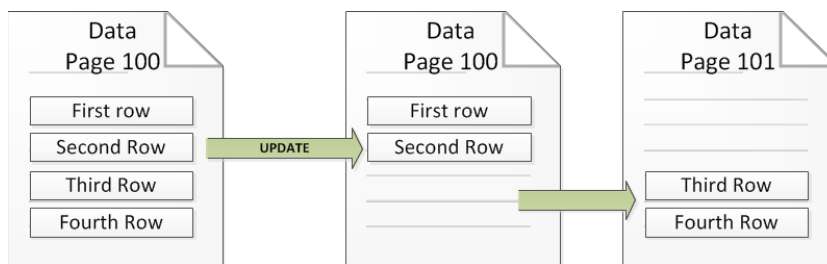 Data
Page 100
First row
Second Row
Third Row
Fourth Row
UPDATE
Data
Page 100
First row
Second Row
Data
Page 101
Third Row
Fourth Row